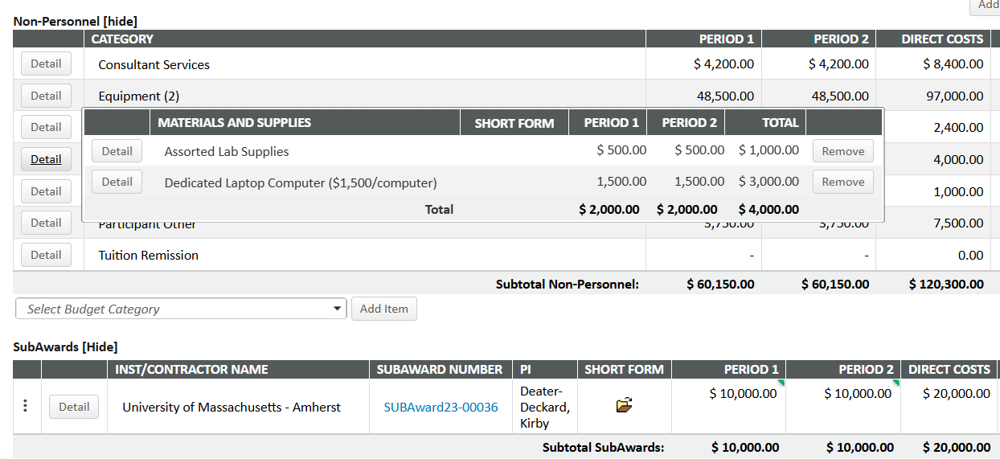 Add
Non-Personnel [hide]
CATEGORY PERIOD 1 PERIOD 2 DIRECT COSTS
Detail Consultant Services $ 4,200.00 $ 4,200.00 $ 8,400.00
Detail Equipment (2) 48,500.00 48,500.00 97,000.00
MATERIALS AND SUPPLIES SHORT FORM PERIOD 1 PERIOD 2 TOTAL
Detail 2,400.00
Detail Assorted Lab Supplies $ 500.00 $ 500.00 $ 1,000.00 Remove
Detail 4,000.00
Detail Dedicated Laptop Computer ($1,500/computer) 1,500.00 1,500.00 $ 3,000.00 Remove
Detail 1,000.00
Total $ 2,000.00 $ 2,000.00 $ 4,000.00
Detail Participant Other 3,750.00 3,750.00 7,500.00
Detail Tuition Remission - - 0.00
Subtotal Non-Personnel: $ 60,150.00 $ 60,150.00 $ 120,300.00
Select Budget Category Add Item
SubAwards [Hide]
INST/CONTRACTOR NAME SUBAWARD NUMBER PI SHORT FORM PERIOD 1 PERIOD 2 DIRECT COSTS
Detail University of Massachusetts - Amherst SUBAward23-00036 Deater-
Deckard,
Kirby $ 10,000.00 $ 10,000.00 $ 20,000.00
Subtotal SubAwards: $ 10,000.00 $ 10,000.00 $ 20,000.00